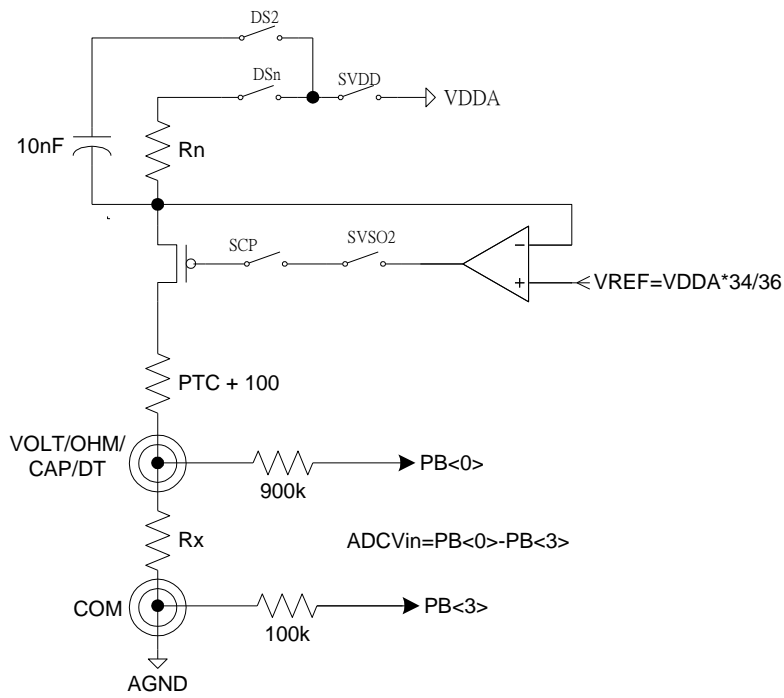 DS2
DSn
SVDD
VDDA
10nF
Rn
SCP
SVSO2
−
+
VREF=VDDA*34/36
PTC + 100
VOLT/OHM/
CAP/DT
PB<0>
900k
Rx
ADCVin=PB<0>-PB<3>
COM
PB<3>
100k
AGND